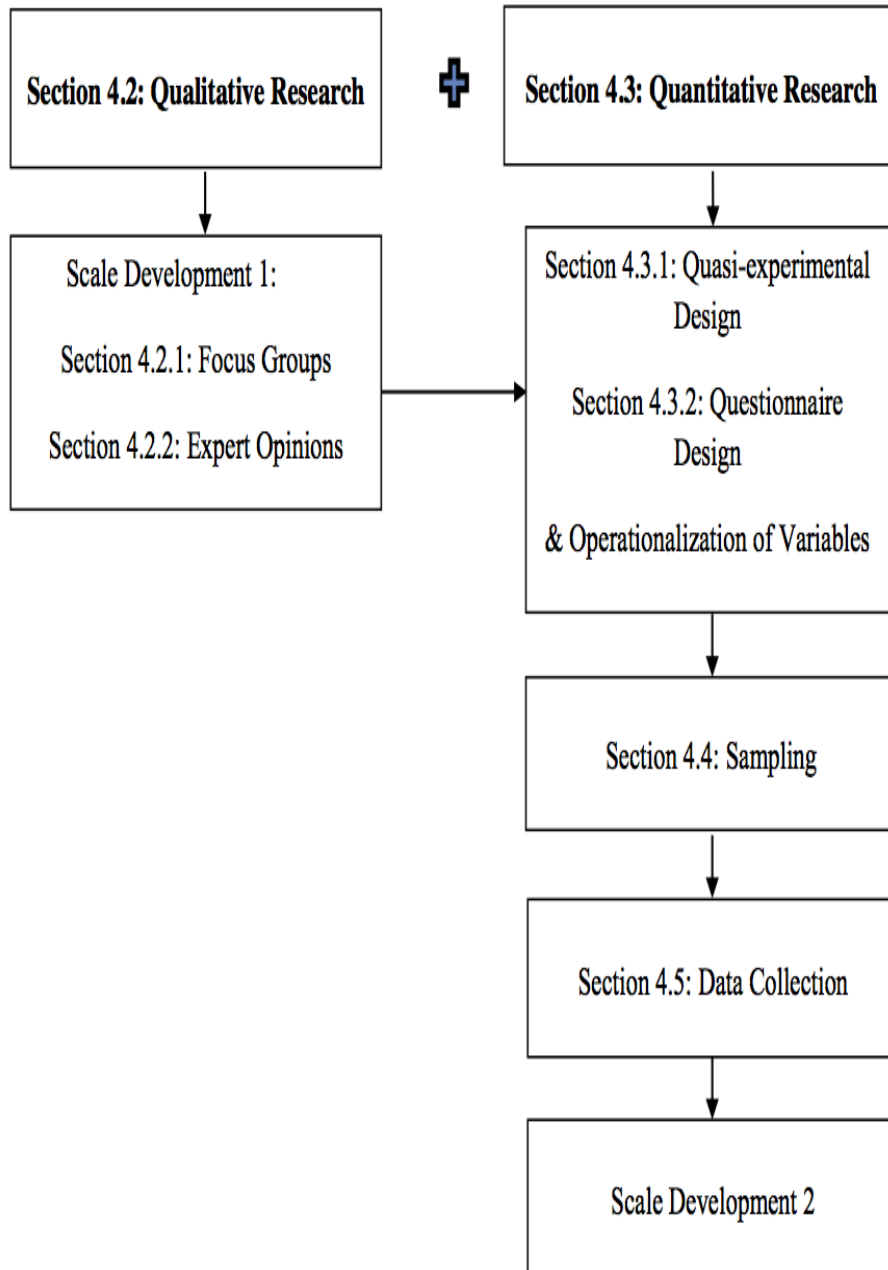 Section 4.2: Qualitative Research
Section 4.3: Quantitative Research
Scale Development 1:
Section 4.2.1: Focus Groups
Section 4.2.2: Expert Opinions
Section 4.3.1: Quasi-experimental
Design
Section 4.3.2: Questionnaire
Design
& Operationalization of Variables
Section 4.4: Sampling
Section 4.5: Data Collection
Scale Development 2